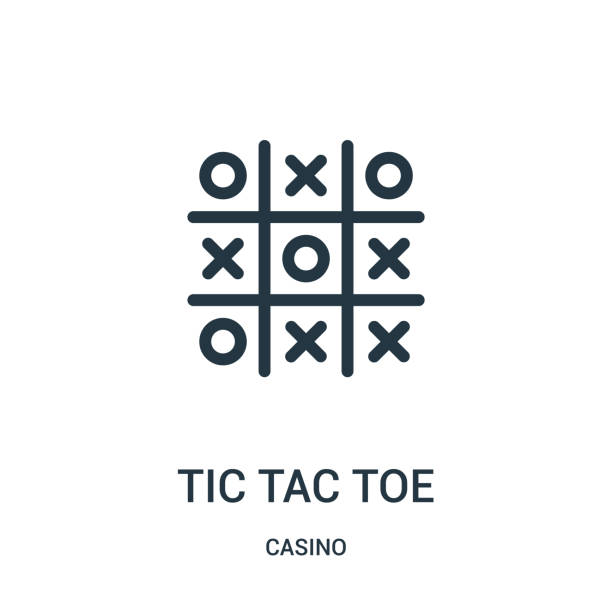 O X O
X O X
O X X
TIC TAC TOE
CASINO